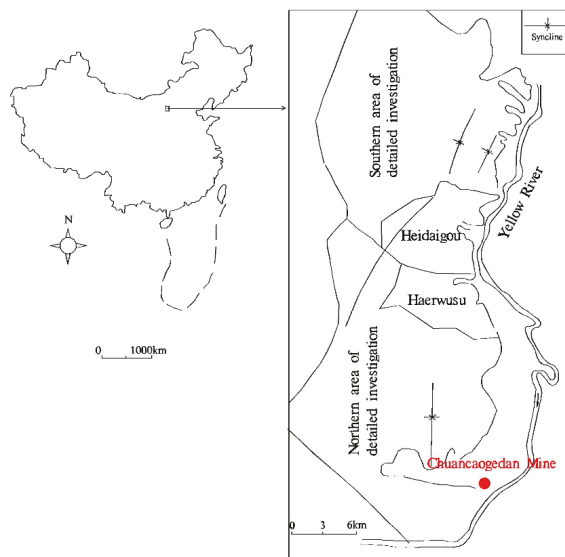 N
0 1000km
Syncline
Southern area of
detailed investigation
Yellow River
Heidaigou
Haerwusu
Northern area of
detailed investigation
Chuancaogedan Mine
0 3 6km